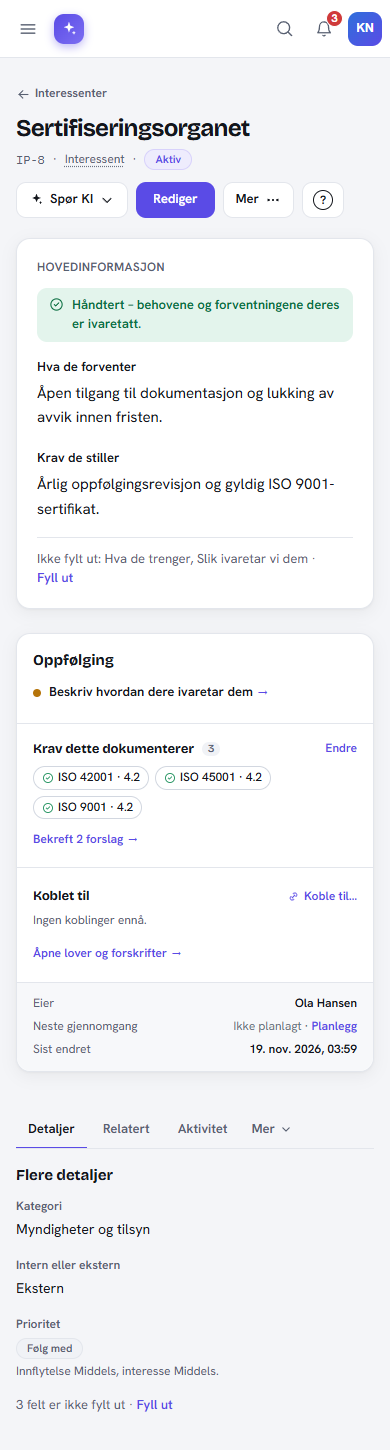 3
KN
← Interessenter
Sertifiseringsorganet
IP-8 · Interessent · Aktiv
Spør KI
Rediger
Mer ···
?
HOVEDINFORMASJON
Håndtert – behovene og forventningene deres
er ivaretatt.
Hva de forventer
Åpen tilgang til dokumentasjon og lukking av
avvik innen fristen.
Krav de stiller
Årlig oppfølgingsrevisjon og gyldig ISO 9001-
sertifikat.
Ikke fylt ut: Hva de trenger, Slik ivaretar vi dem ·
Fyll ut
Oppfølging
Beskriv hvordan dere ivaretar dem →
Krav dette dokumenterer 3 Endre
ISO 42001 · 4.2 ISO 45001 · 4.2
ISO 9001 · 4.2
Bekreft 2 forslag →
Koblet til Koble til...
Ingen koblinger ennå.
Åpne lover og forskrifter →
Eier Ola Hansen
Neste gjennomgang Ikke planlagt · Planlegg
Sist endret 19. nov. 2026, 03:59
Detaljer Relatert Aktivitet Mer
Flere detaljer
Kategori
Myndigheter og tilsyn
Intern eller ekstern
Ekstern
Prioritet
Følg med
Innflytelse Middels, interesse Middels.
3 felt er ikke fylt ut · Fyll ut